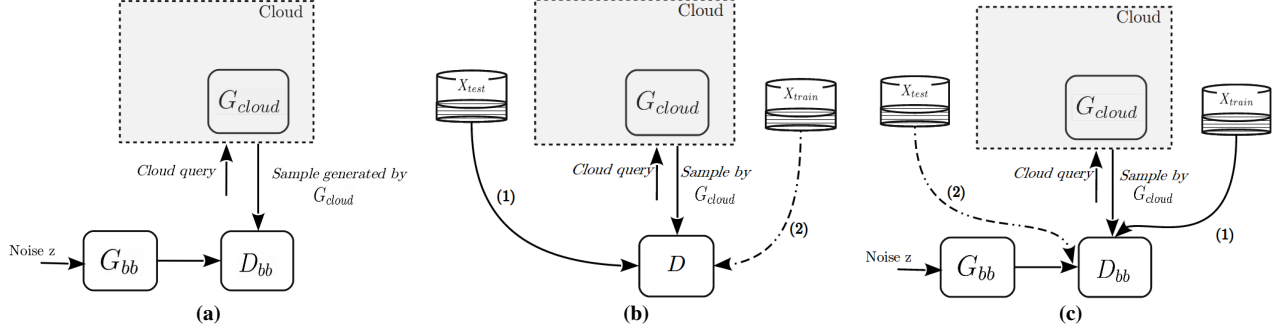 Cloud
G_cloud
Cloud query
Sample generated by
G_cloud
Noise z
G_bb
D_bb
(a)
Cloud
X_test
G_cloud
X_train
Cloud query
Sample by
G_cloud
(1)
(2)
D
(b)
Cloud
X_test
G_cloud
X_train
Cloud query
Sample by
G_cloud
(2)
(1)
Noise z
G_bb
D_bb
(c)